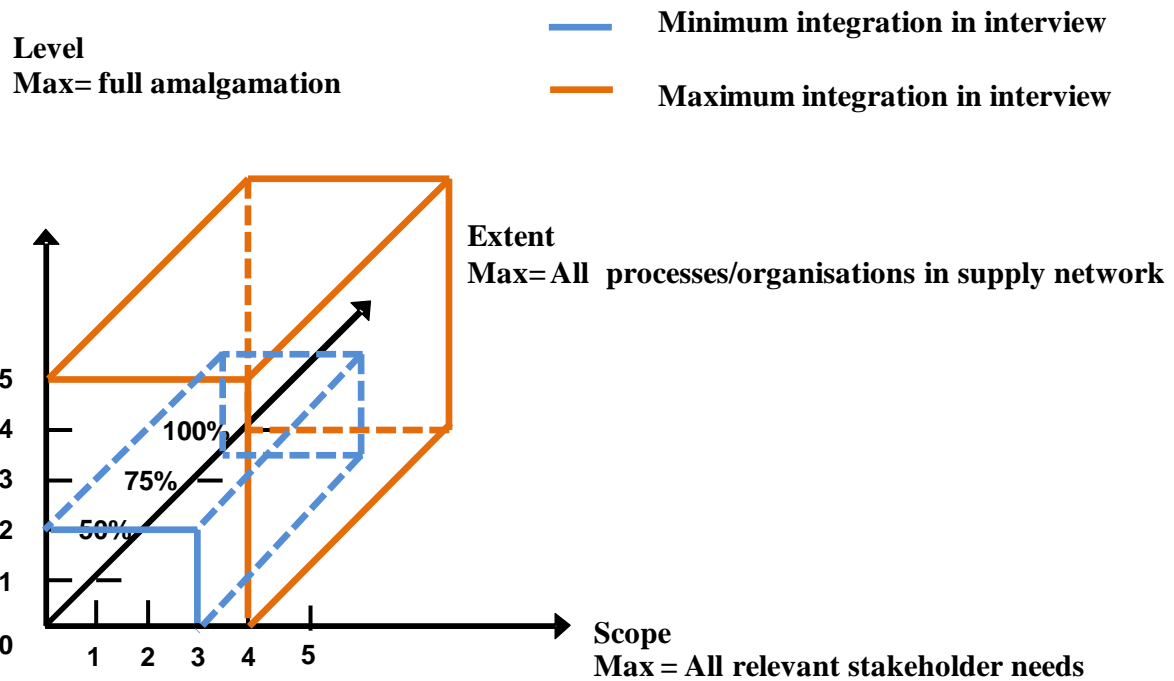 Minimum integration in interview
Level
Max= full amalgamation
Maximum integration in interview
Extent
Max= All processes/organisations in supply network
5
4
100%
3
75%
2
50%
1
0
1 2 3 4 5
Scope
Max = All relevant stakeholder needs